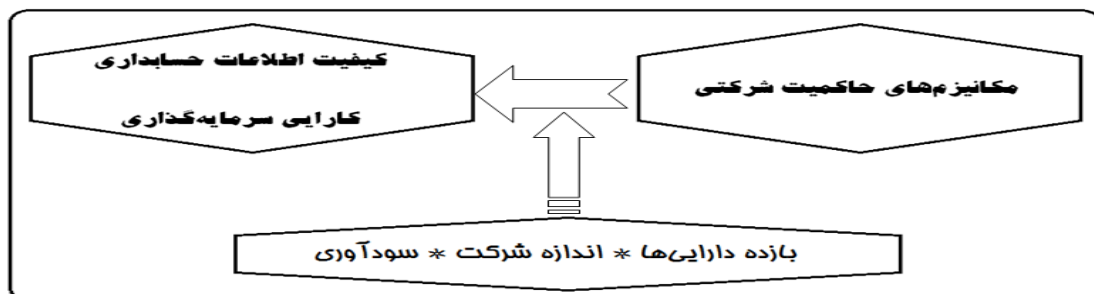 مکانیزم‌های حاکمیت شرکتی
کیفیت اطلاعات حسابداری
کارایی سرمایه‌گذاری
بازده دارایی‌ها * اندازه شرکت * سودآوری